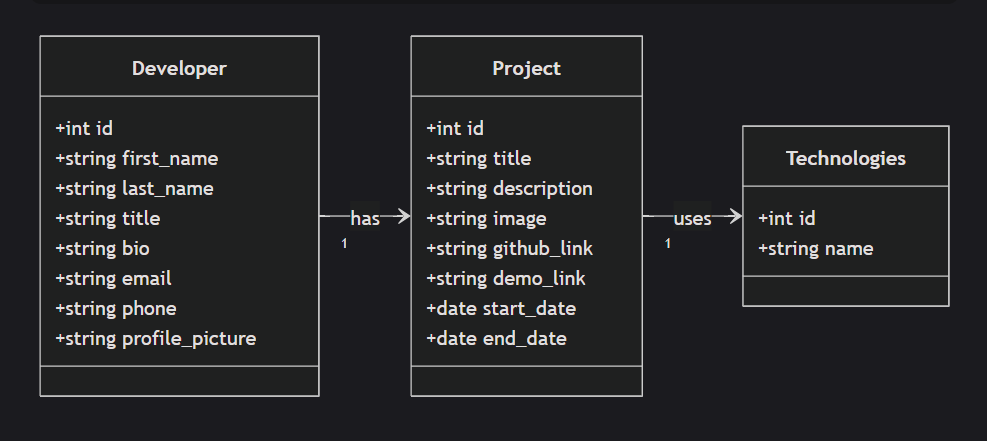 Developer
+int id
+string first_name
+string last_name
+string title
+string bio
+string email
+string phone
+string profile_picture
has
1
Project
+int id
+string title
+string description
+string image
+string github_link
+string demo_link
+date start_date
+date end_date
uses
1
Technologies
+int id
+string name